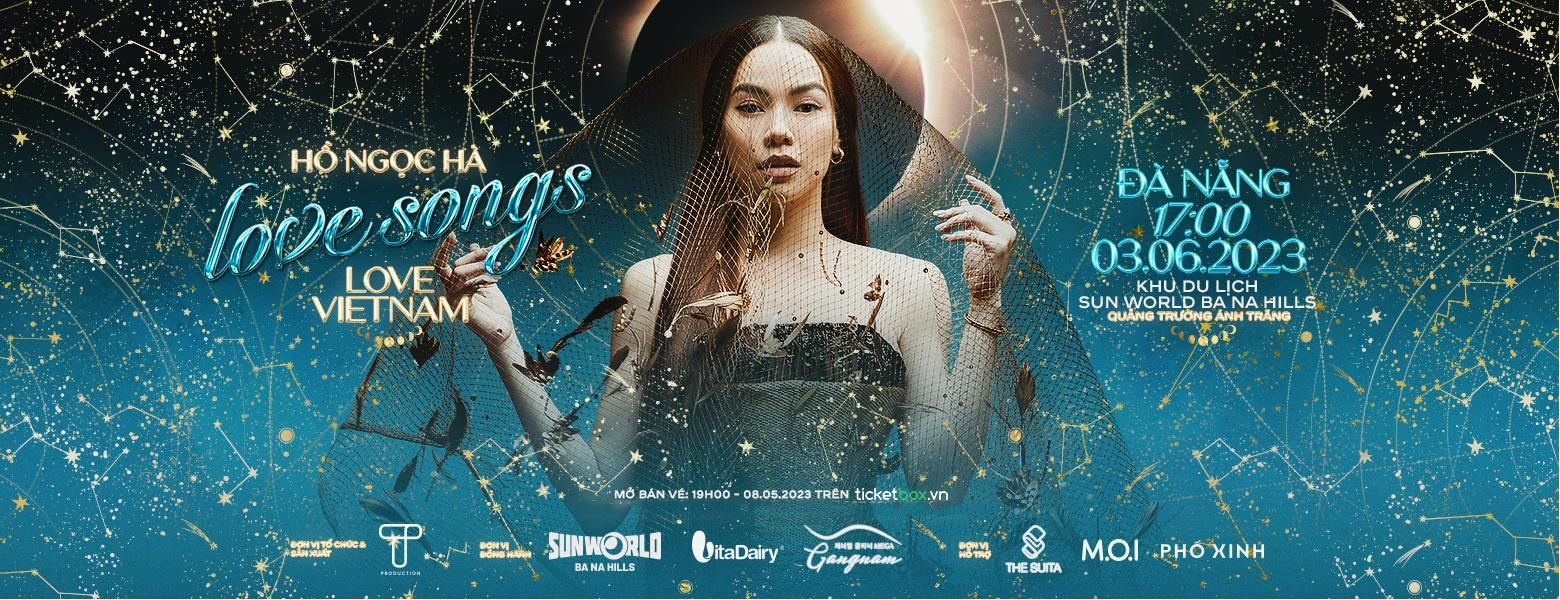 HỒ NGỌC HÀ
love songs
LOVE
VIETNAM
ĐÀ NẴNG
17:00
03.06.2023
KHU DU LỊCH
SUN WORLD BA NA HILLS
QUẢNG TRƯỜNG ÁNH TRĂNG
MỞ BÁN VÉ: 19H00 - 08.05.2023 TRÊN ticketbox.vn
ĐƠN VỊ TỔ CHỨC &
SẢN XUẤT
T
PRODUCTION
ĐƠN VỊ
ĐỒNG HÀNH
SUNWORLD
BA NA HILLS
VitaDairy
MEGA
Gangnam
ĐƠN VỊ
HỖ TRỢ
THE SUITA
M.O.I
PHỐ XINH